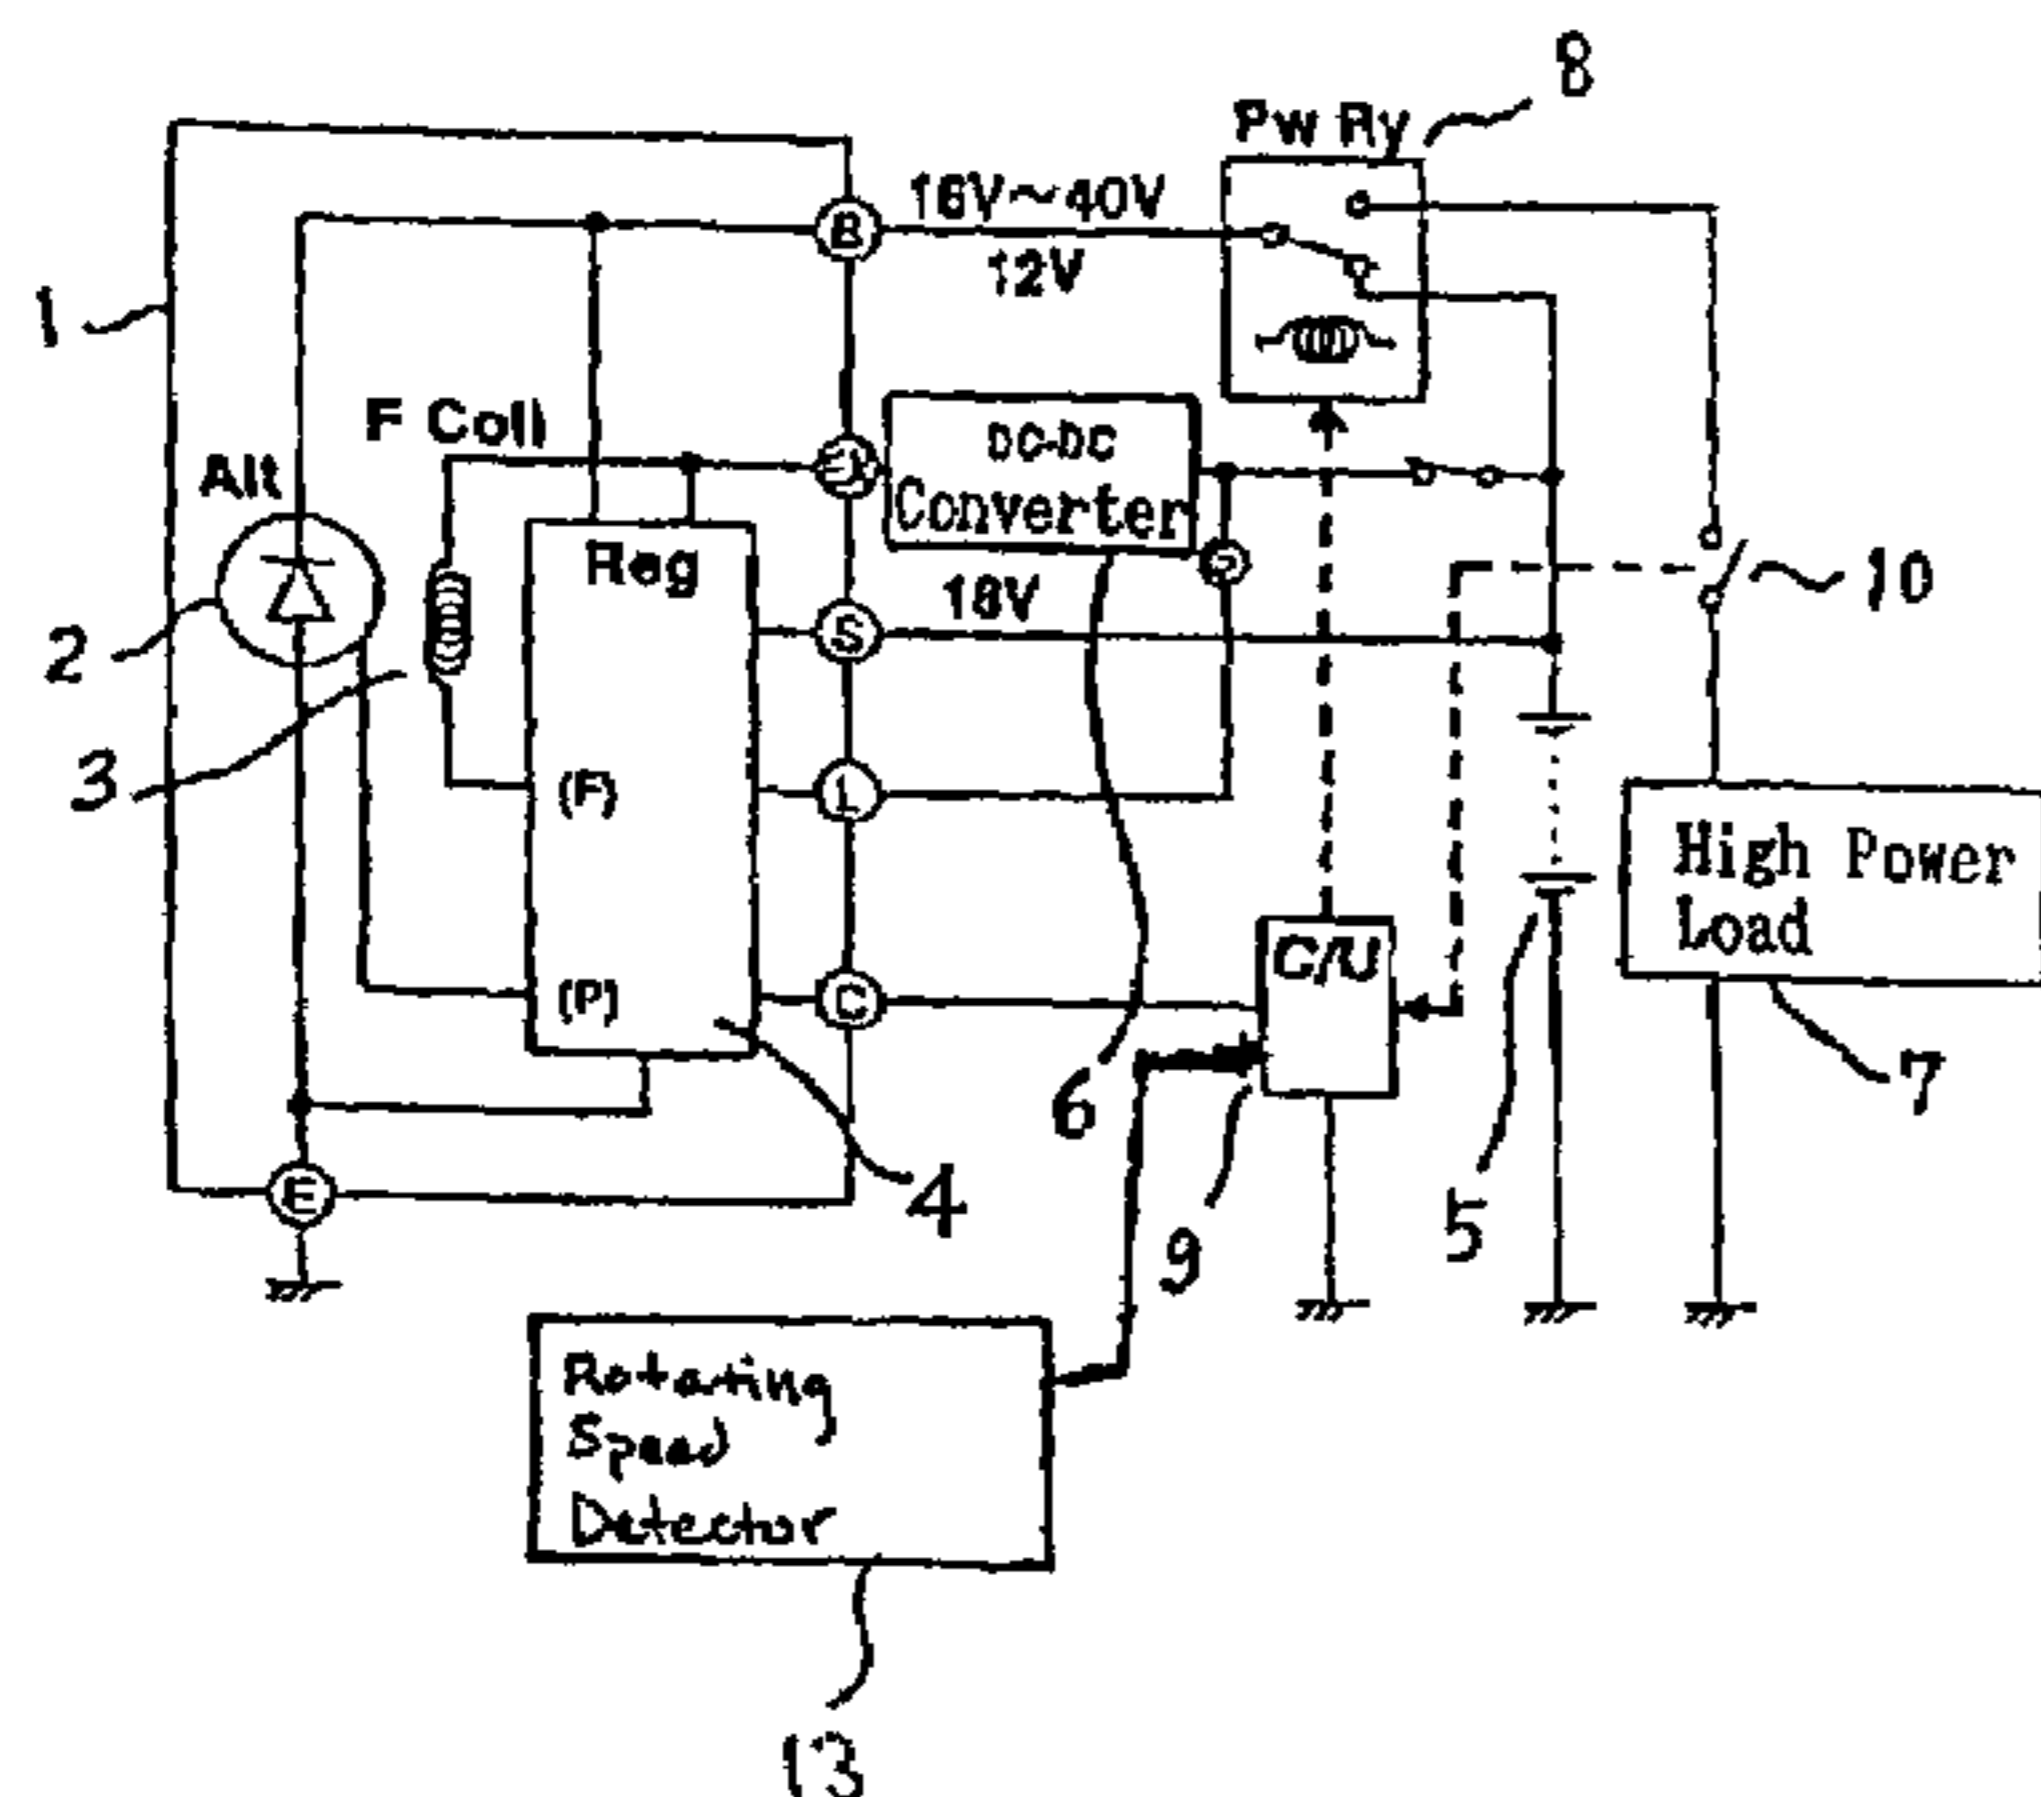 8
Pw Ry
16V~40V
B
12V
1
F Coil
DC-DC
Converter
Alt
Reg
16V
10
S
2
3
(F)
L
High Power
Load
C/U
(P)
C
7
6
4
5
9
E
Rotating
Speed
Detector
13